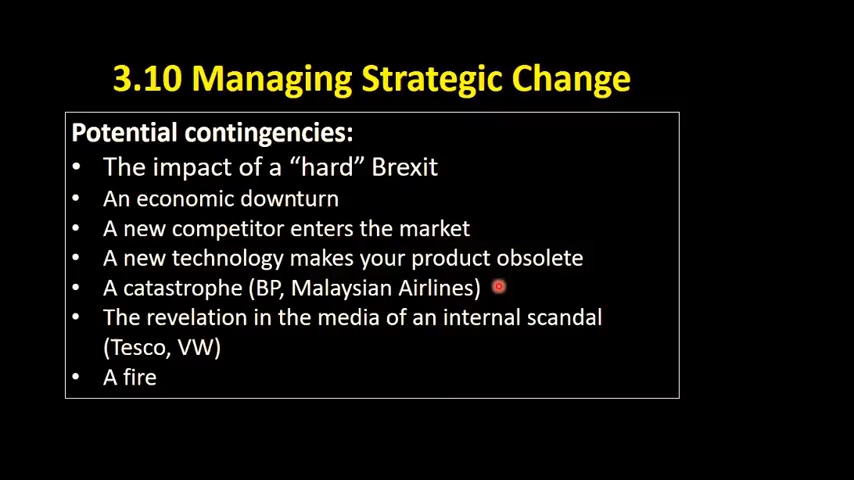 3.10 Managing Strategic Change
Potential contingencies:
• The impact of a “hard” Brexit
• An economic downturn
• A new competitor enters the market
• A new technology makes your product obsolete
• A catastrophe (BP, Malaysian Airlines)
• The revelation in the media of an internal scandal
(Tesco, VW)
• A fire